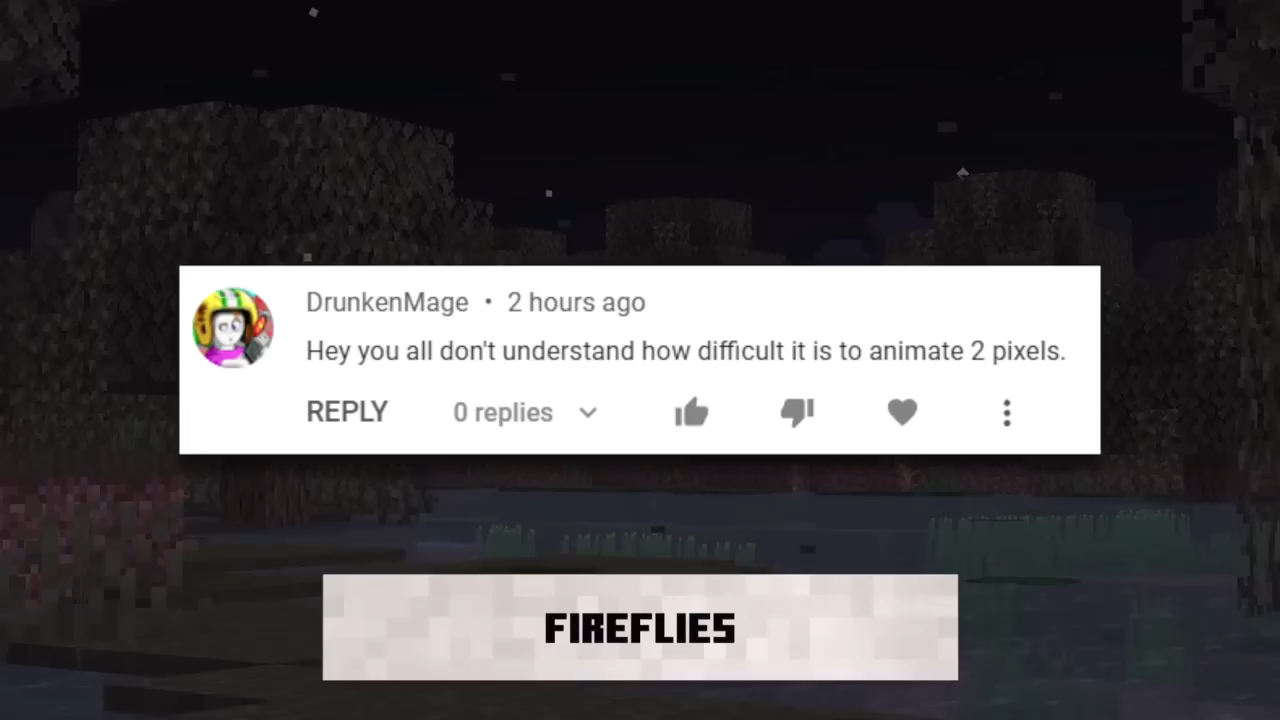 DrunkenMage • 2 hours ago
Hey you all don't understand how difficult it is to animate 2 pixels.
REPLY 0 replies
FIREFLIES